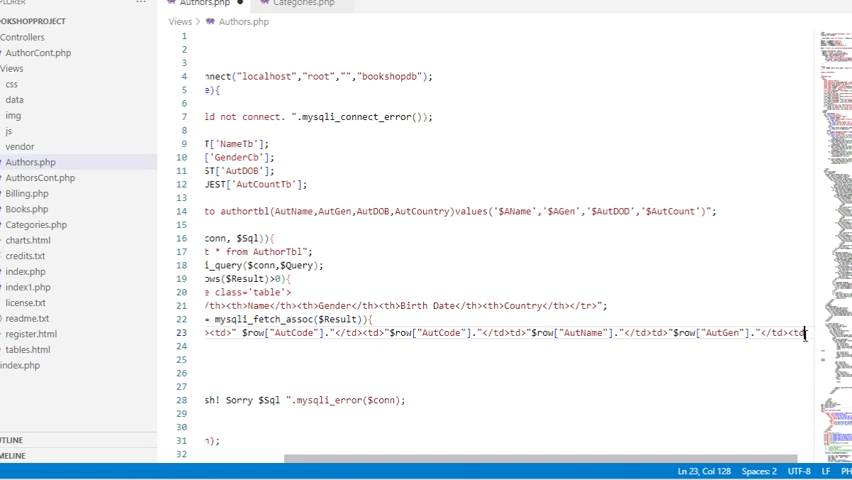 PLORER
...
Authors.php
Categories.php
OOKSHOPPROJECT
Controllers
AuthorCont.php
Views
css
data
img
js
vendor
Authors.php
AuthorsCont.php
Billing.php
Books.php
Categories.php
charts.html
credits.txt
index.php
index1.php
license.txt
readme.txt
register.html
tables.html
index.php
UTLINE
IMELINE
Views > Authors.php
1
2
3
4 nnect("localhost","root","","bookshopdb");
5 e){
6
7 ld not connect. ".mysqli_connect_error());
8
9 T['NameTb'];
10 ['GenderCb'];
11 ST['AutDOB'];
12 UEST['AutCountTb'];
13
14 to authortbl(AutName,AutGen,AutDOB,AutCountry)values('$AName','$AGen','$AutDOD','$AutCount')";
15
16 conn, $Sql)){
17 t * from AuthorTbl";
18 i_query($conn,$Query);
19 rows($Result)>0){
20 e class='table'>
21 </th><th>Name</th><th>Gender</th><th>Birth Date</th><th>Country</th></tr>";
22 = mysqli_fetch_assoc($Result)){
23 ><td>" $row["AutCode"]."</td><td>"$row["AutCode"]."</td>td>"$row["AutName"]."</td>td>"$row["AutGen"]."</td><td
24
25
26
27
28 sh! Sorry $Sql ".mysqli_error($conn);
29
30
31 n);
32
Ln 23, Col 128 Spaces: 2 UTF-8 LF PH